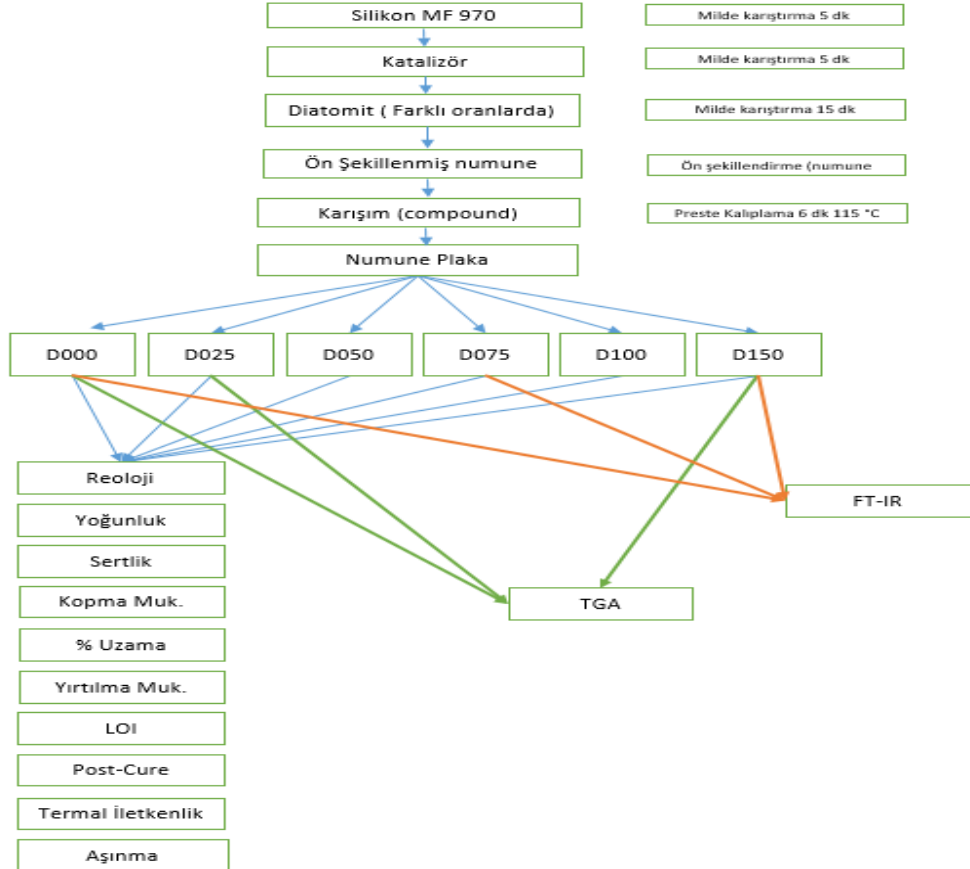 Silikon MF 970
Milde karıştırma 5 dk
Katalizör
Milde karıştırma 5 dk
Diatomit ( Farklı oranlarda)
Milde karıştırma 15 dk
Ön Şekillenmiş numune
Ön şekillendirme (numune
Karışım (compound)
Preste Kalıplama 6 dk 115 °C
Numune Plaka
D000
D025
D050
D075
D100
D150
Reoloji
FT-IR
Yoğunluk
Sertlik
Kopma Muk.
TGA
% Uzama
Yırtılma Muk.
LOI
Post-Cure
Termal İletkenlik
Aşınma